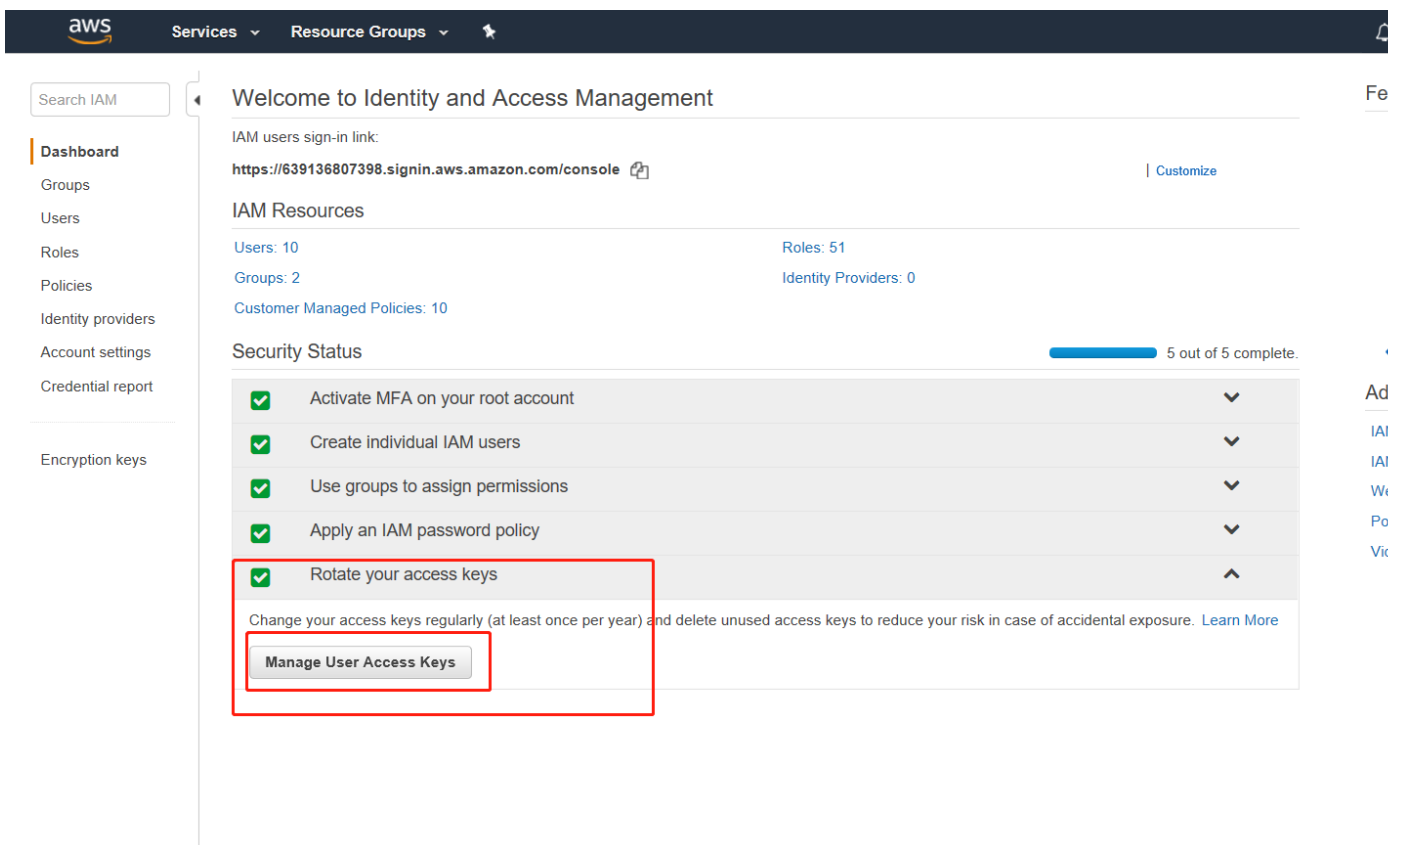 aws
Services
Resource Groups
Search IAM
Dashboard
Groups
Users
Roles
Policies
Identity providers
Account settings
Credential report
Encryption keys
Welcome to Identity and Access Management
IAM users sign-in link:
https://639136807398.signin.aws.amazon.com/console
| Customize
IAM Resources
Users: 10
Roles: 51
Groups: 2
Identity Providers: 0
Customer Managed Policies: 10
Security Status
5 out of 5 complete.
Activate MFA on your root account
Create individual IAM users
Use groups to assign permissions
Apply an IAM password policy
Rotate your access keys
Change your access keys regularly (at least once per year) and delete unused access keys to reduce your risk in case of accidental exposure. Learn More
Manage User Access Keys
Fe
Ad
We
Po